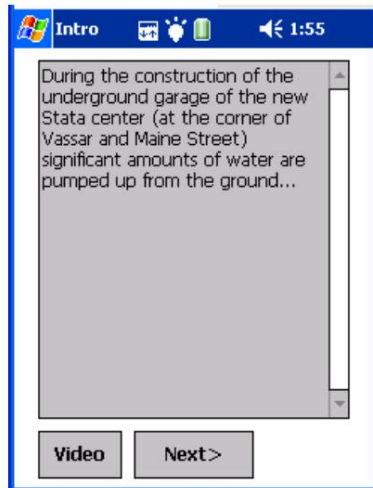 Intro 1:55
During the construction of the
underground garage of the new
Stata center (at the corner of
Vassar and Maine Street)
significant amounts of water are
pumped up from the ground...
Video Next>